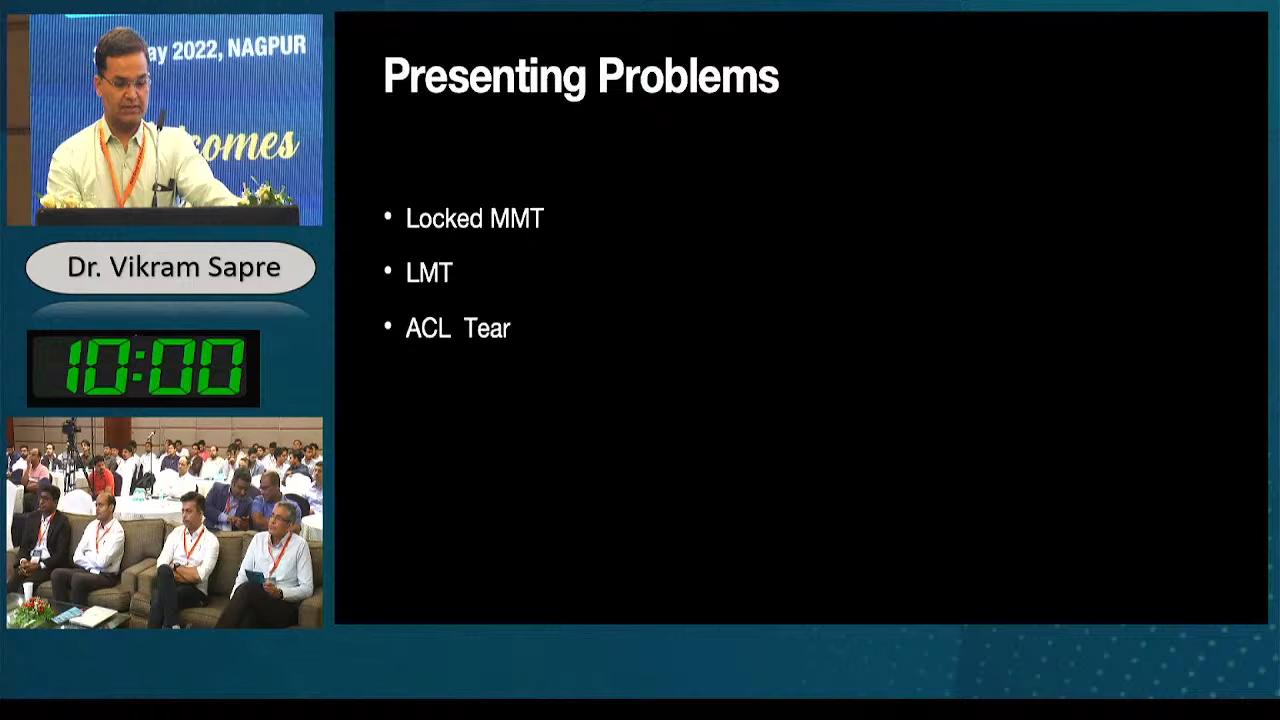 ay 2022, NAGPUR
comes
Dr. Vikram Sapre
10:00
Presenting Problems
• Locked MMT
• LMT
• ACL Tear